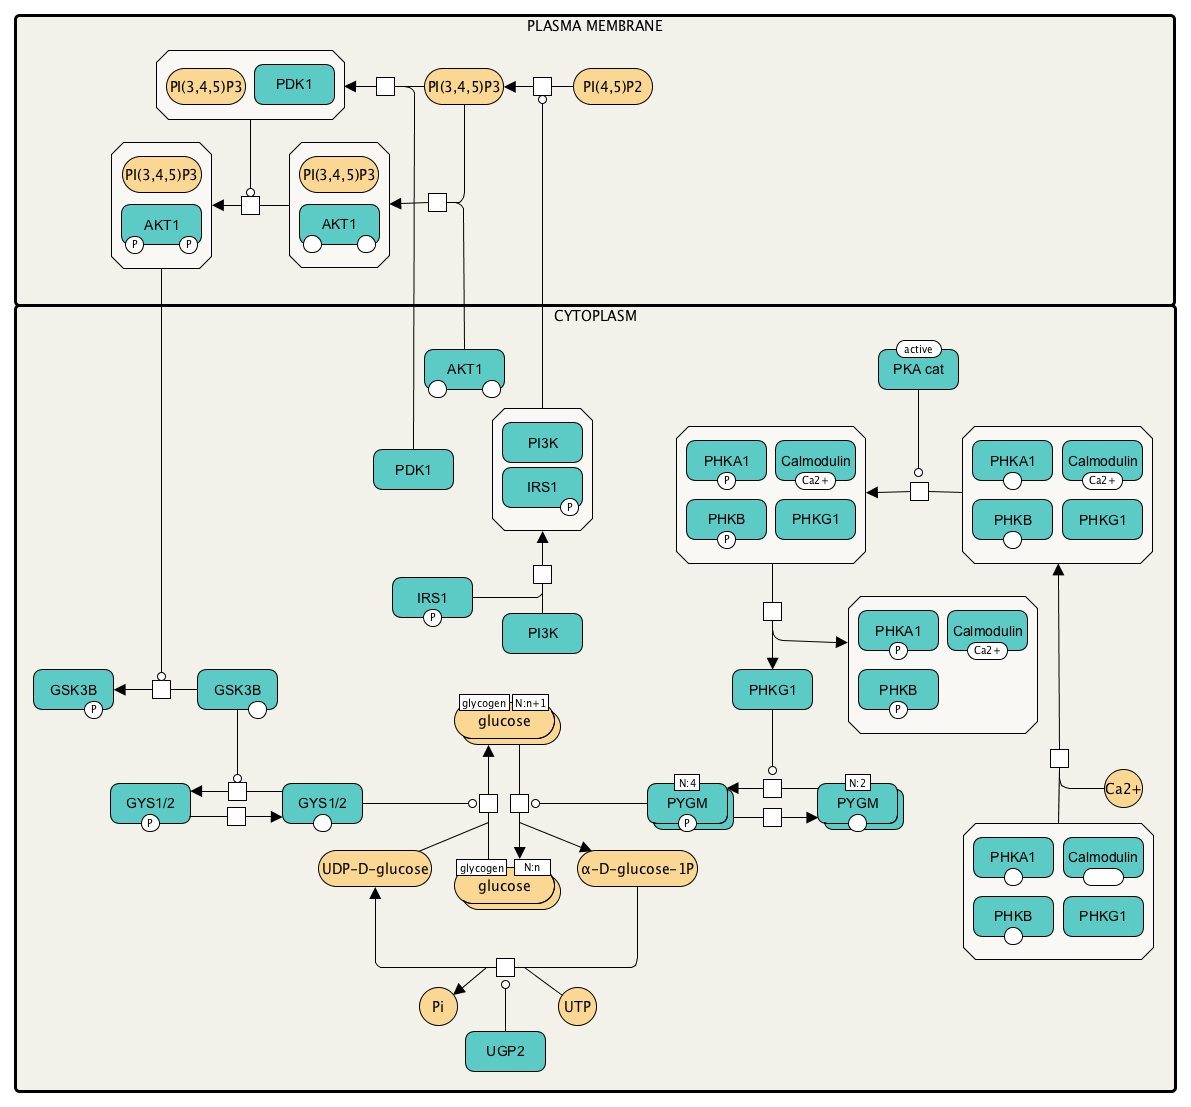 PLASMA MEMBRANE
PI(3,4,5)P3
PDK1
PI(3,4,5)P3
PI(4,5)P2
PI(3,4,5)P3
AKT1
P
P
PI(3,4,5)P3
AKT1
CYTOPLASM
active
PKA cat
AKT1
PDK1
PI3K
IRS1
P
PHKA1
P
Calmodulin
Ca2+
PHKB
P
PHKG1
PHKA1
Calmodulin
Ca2+
PHKB
PHKG1
IRS1
P
PI3K
PHKA1
P
Calmodulin
Ca2+
PHKB
P
GSK3B
P
GSK3B
PHKG1
glycogen
N:n+1
glucose
GYS1/2
P
GYS1/2
N:4
PYGM
P
N:2
PYGM
Ca2+
UDP-D-glucose
glycogen
N:n
glucose
α-D-glucose-1P
PHKA1
Calmodulin
PHKB
PHKG1
Pi
UTP
UGP2